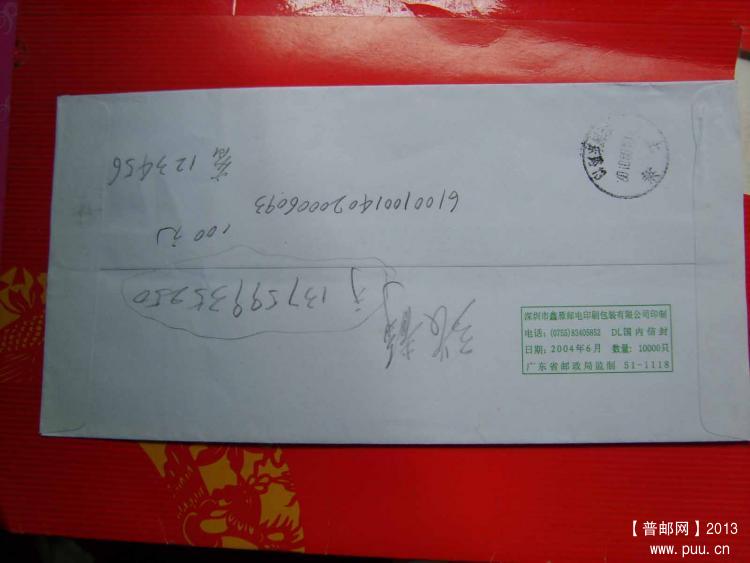 深圳市鑫雁邮电印刷包装有限公司印制
电话：(0755)83405852 DL国内信封
日期：2004年6月 数量：10000只
广东省邮政局监制 51-1118
13759935250
100元
610010014020006093
密 123456
【普邮网】2013
www.puu.cn